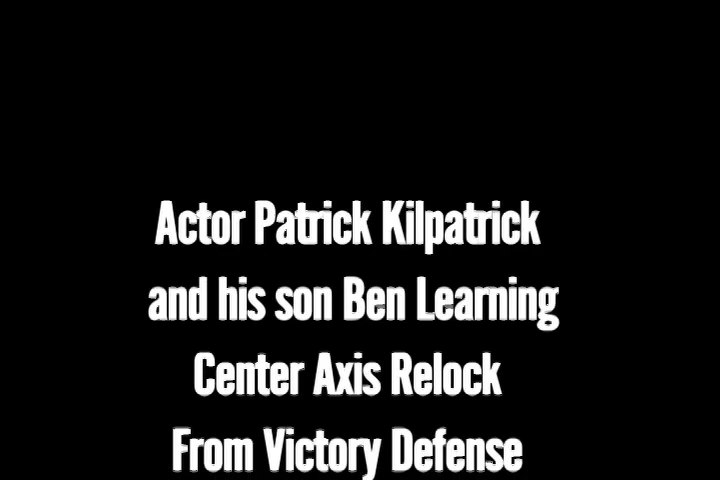 Actor Patrick Kilpatrick
and his son Ben Learning
Center Axis Relock
From Victory Defense